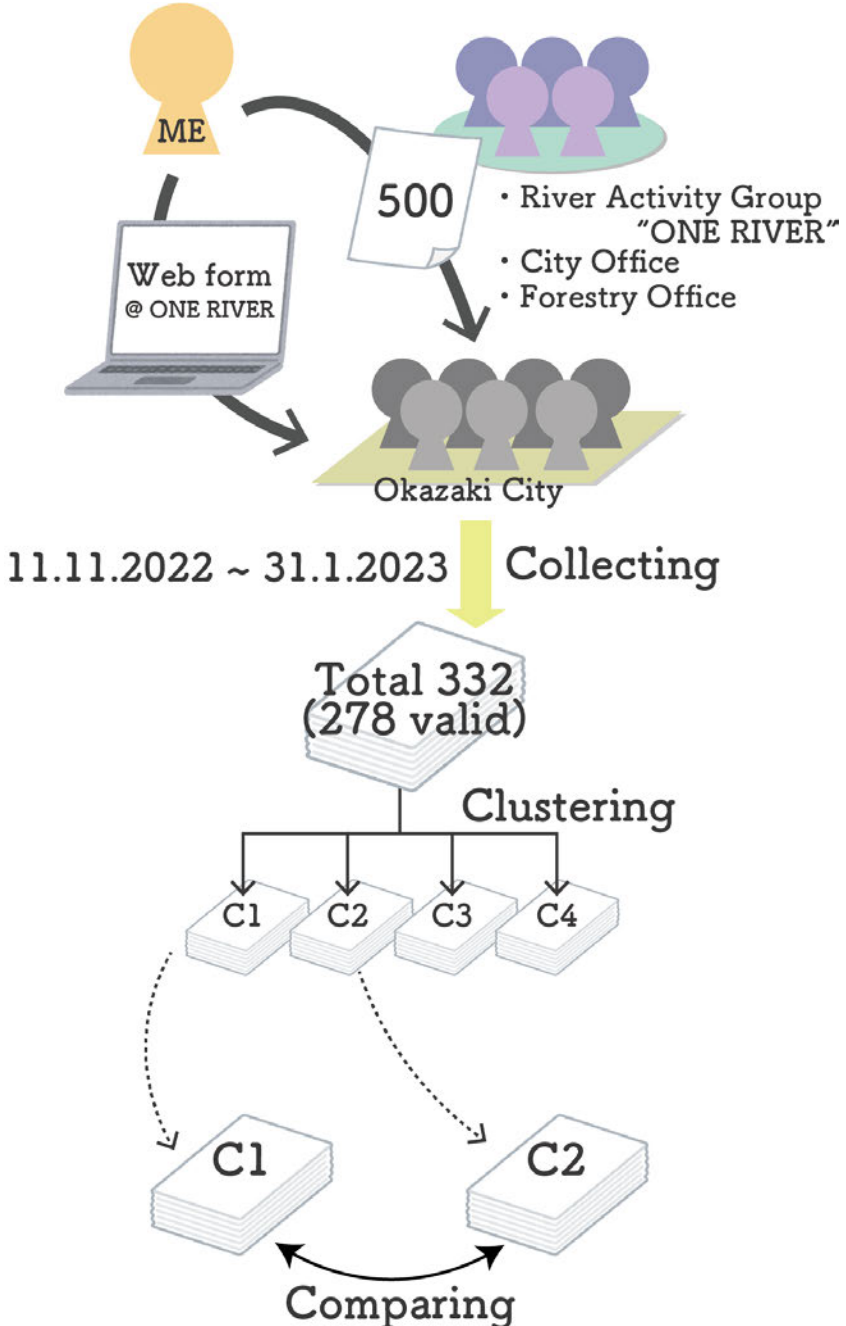 ME
500
・River Activity Group
"ONE RIVER"
・City Office
・Forestry Office
Web form
@ ONE RIVER
Okazaki City
11.11.2022 ~ 31.1.2023
Collecting
Total 332
(278 valid)
Clustering
C1
C2
C3
C4
C1
C2
Comparing